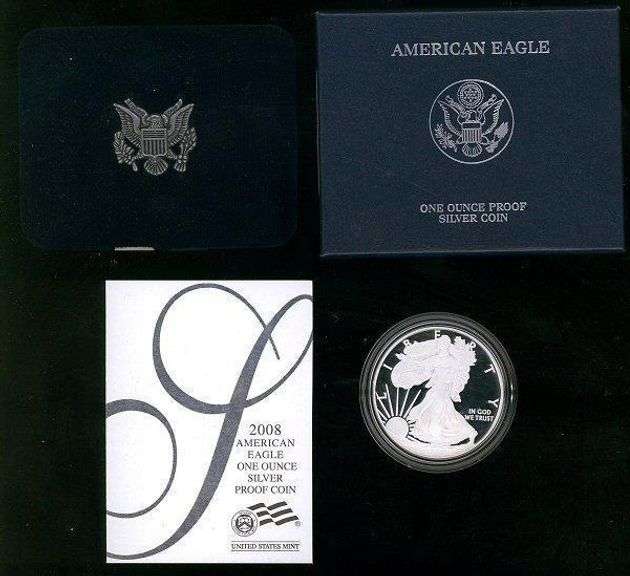 AMERICAN EAGLE
ONE OUNCE PROOF
SILVER COIN
2008
AMERICAN
EAGLE
ONE OUNCE
SILVER
PROOF COIN
UNITED STATES MINT
LIBERTY
IN GOD
WE TRUST